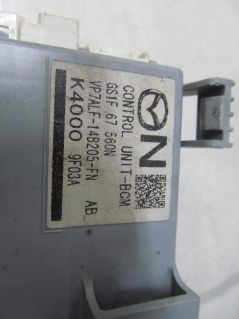 N
CONTROL UNIT-BCM
GS1F 67 560N
VP7ALF-14B205-FN AB
K4000 9F03A